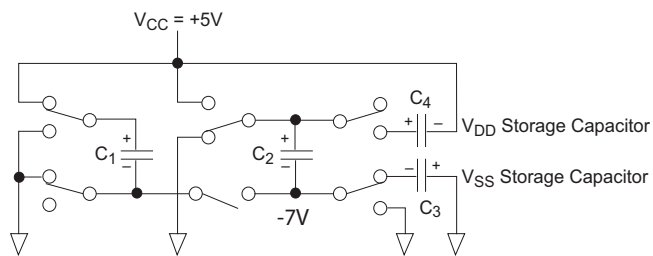 VCC = +5V
C4
+ −
VDD Storage Capacitor
+
C1
−
+
C2
−
− +
VSS Storage Capacitor
C3
-7V